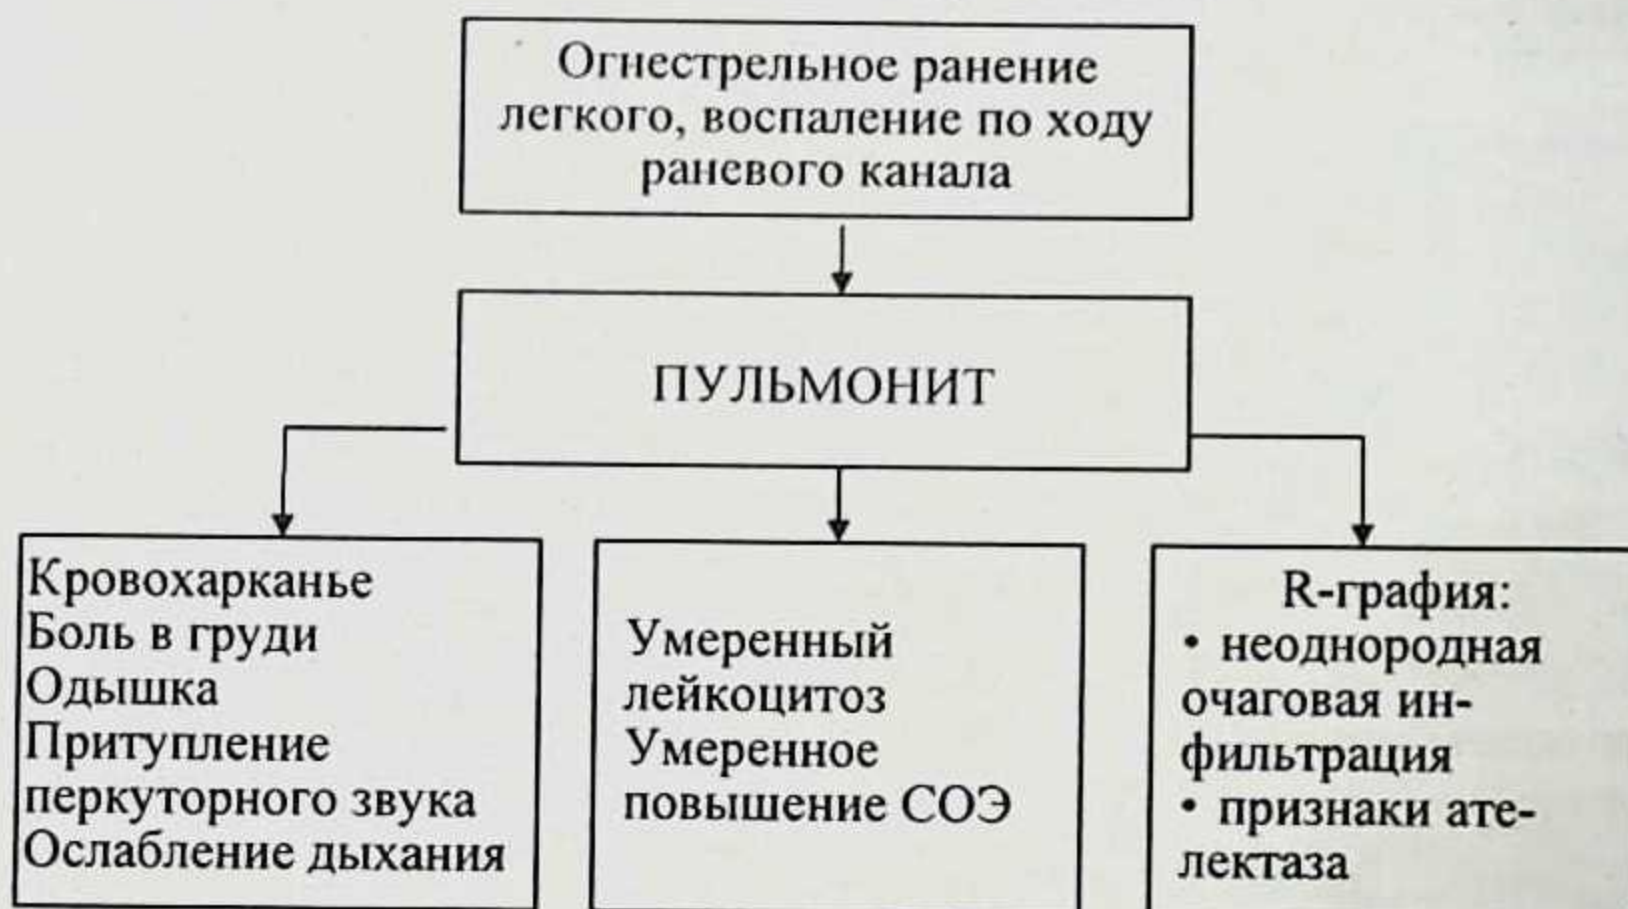 Огнестрельное ранение
легкого, воспаление по ходу
раневого канала
ПУЛЬМОНИТ
Кровохарканье
Боль в груди
Одышка
Притупление
перкуторного звука
Ослабление дыхания
Умеренный
лейкоцитоз
Умеренное
повышение СОЭ
R-графия:
• неоднородная
очаговая ин-
фильтрация
• признаки ате-
лектаза